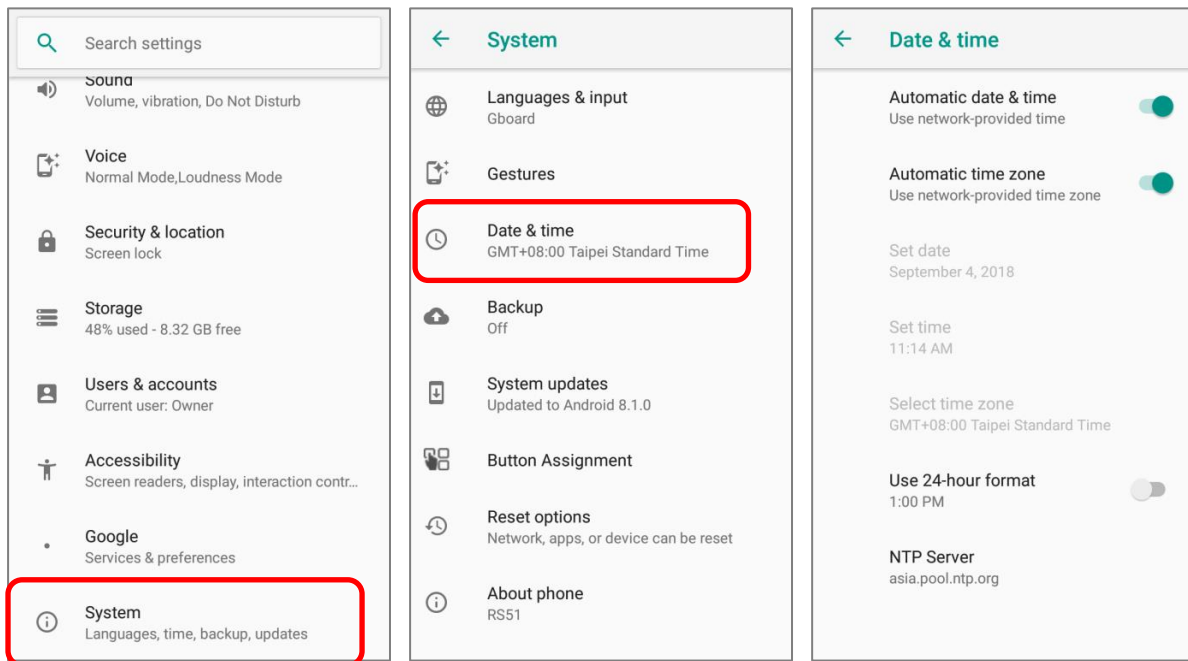 Search settings
Sound
Volume, vibration, Do Not Disturb
Voice
Normal Mode,Loudness Mode
Security & location
Screen lock
Storage
48% used - 8.32 GB free
Users & accounts
Current user: Owner
Accessibility
Screen readers, display, interaction contr...
Google
Services & preferences
System
Languages, time, backup, updates
System
Languages & input
Gboard
Gestures
Date & time
GMT+08:00 Taipei Standard Time
Backup
Off
System updates
Updated to Android 8.1.0
Button Assignment
Reset options
Network, apps, or device can be reset
About phone
RS51
Date & time
Automatic date & time
Use network-provided time
Automatic time zone
Use network-provided time zone
Set date
September 4, 2018
Set time
11:14 AM
Select time zone
GMT+08:00 Taipei Standard Time
Use 24-hour format
1:00 PM
NTP Server
asia.pool.ntp.org